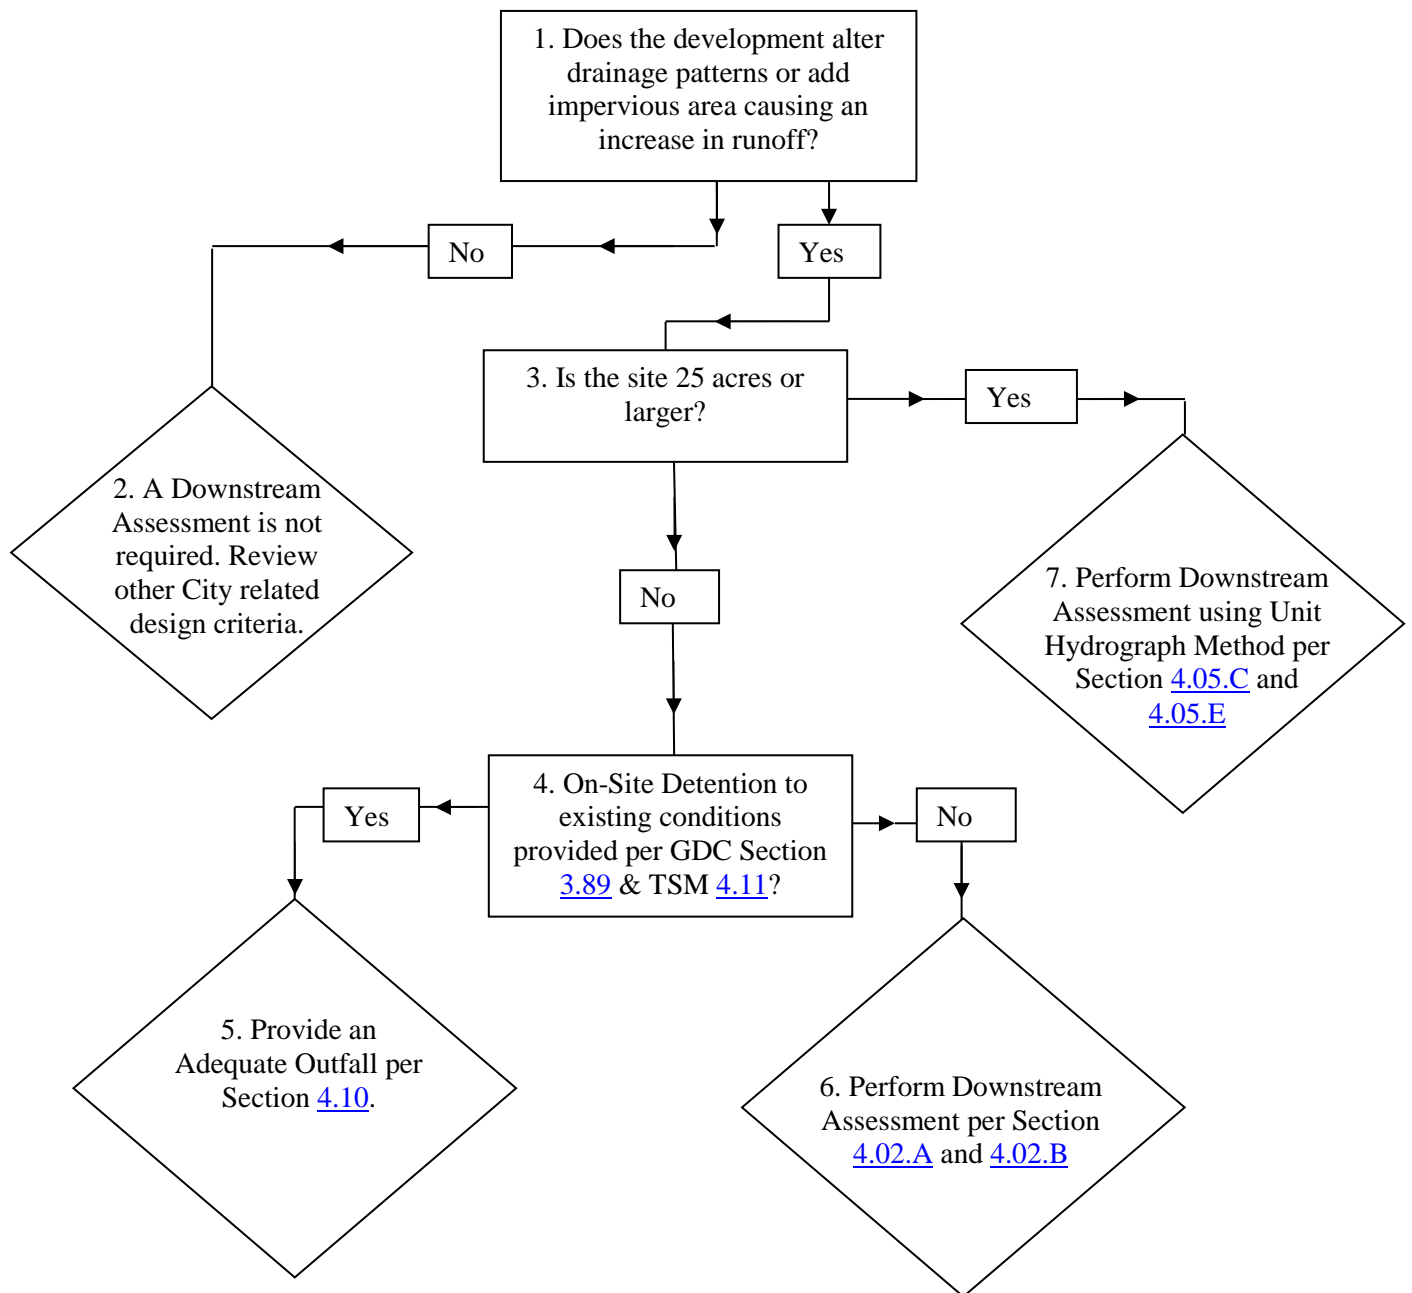 1. Does the development alter
drainage patterns or add
impervious area causing an
increase in runoff?
No
Yes
3. Is the site 25 acres or
larger?
Yes
2. A Downstream
Assessment is not
required. Review
other City related
design criteria.
No
7. Perform Downstream
Assessment using Unit
Hydrograph Method per
Section 4.05.C and
4.05.E
4. On-Site Detention to
existing conditions
provided per GDC Section
3.89 & TSM 4.11?
Yes
No
5. Provide an
Adequate Outfall per
Section 4.10.
6. Perform Downstream
Assessment per Section
4.02.A and 4.02.B